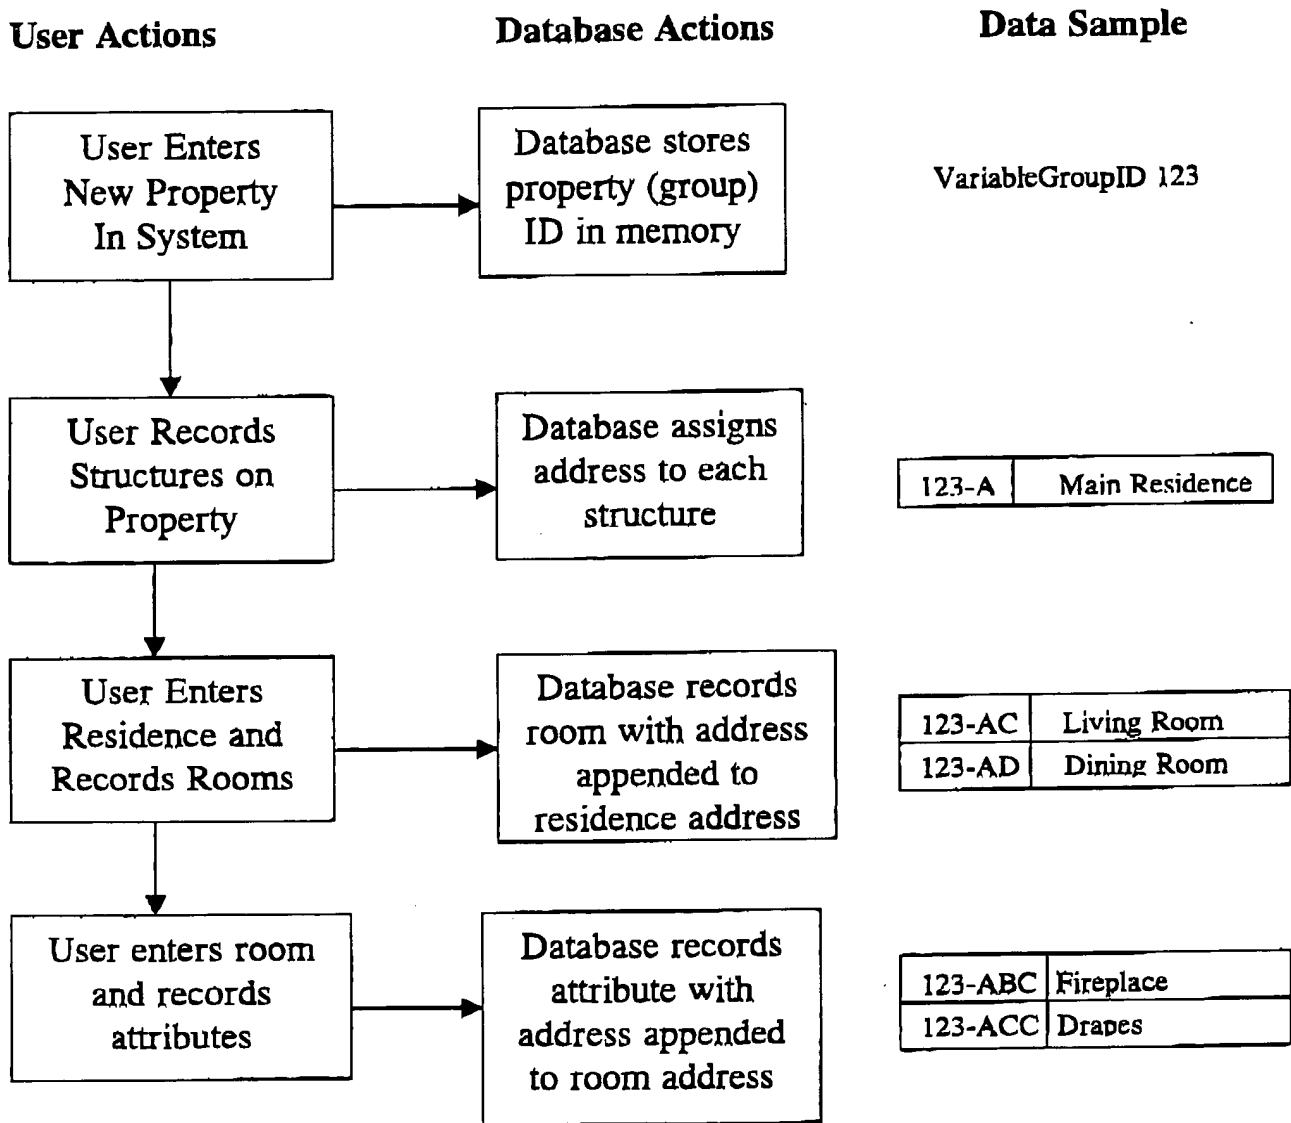 User Actions
Database Actions
Data Sample
User Enters
New Property
In System
Database stores
property (group)
ID in memory
VariableGroupID 123
User Records
Structures on
Property
Database assigns
address to each
structure
123-A Main Residence
User Enters
Residence and
Records Rooms
Database records
room with address
appended to
residence address
123-AC Living Room
123-AD Dining Room
User enters room
and records
attributes
Database records
attribute with
address appended
to room address
123-ABC Fireplace
123-ACC Drapes